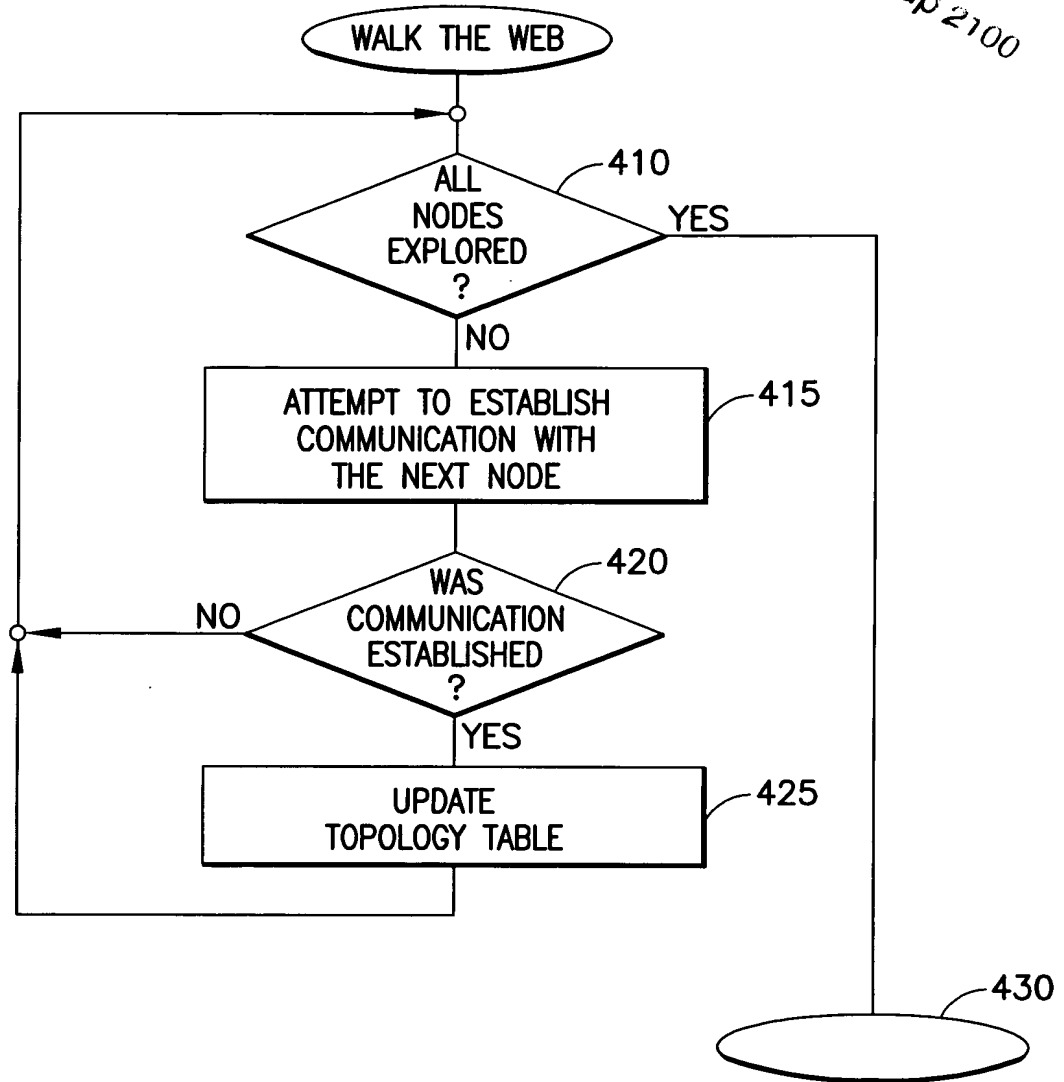 2100
WALK THE WEB
410
ALL
NODES
EXPLORED
?
YES
NO
ATTEMPT TO ESTABLISH
COMMUNICATION WITH
THE NEXT NODE
415
420
WAS
COMMUNICATION
ESTABLISHED
?
NO
YES
UPDATE
TOPOLOGY TABLE
425
430